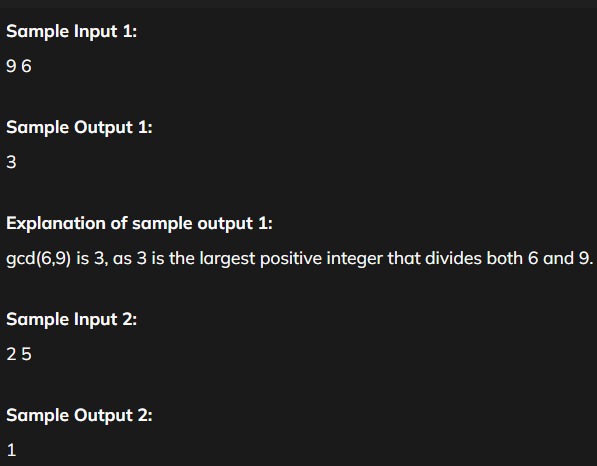 Sample Input 1:
9 6
Sample Output 1:
3
Explanation of sample output 1:
gcd(6,9) is 3, as 3 is the largest positive integer that divides both 6 and 9.
Sample Input 2:
2 5
Sample Output 2:
1